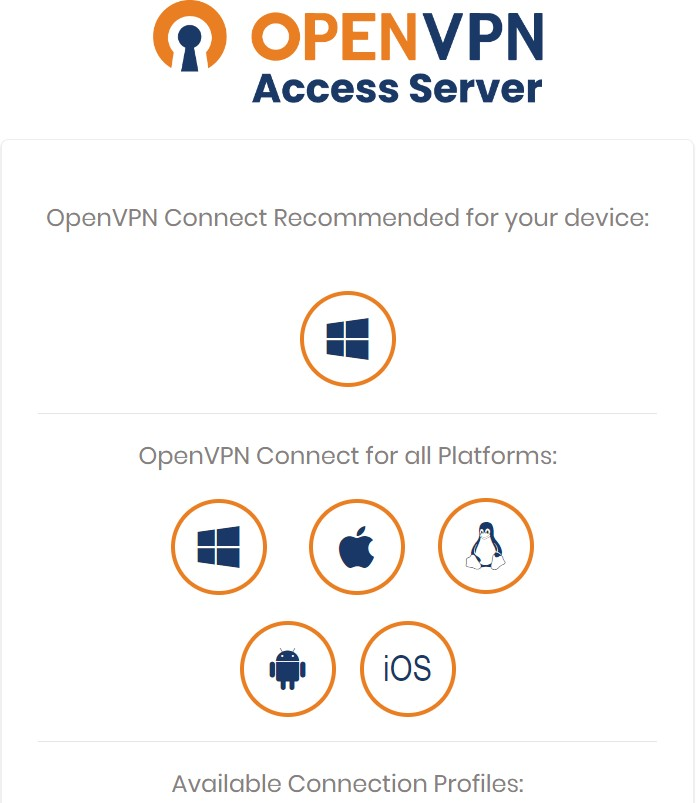 OPENVPN
Access Server
OpenVPN Connect Recommended for your device:
OpenVPN Connect for all Platforms:
iOS
Available Connection Profiles: